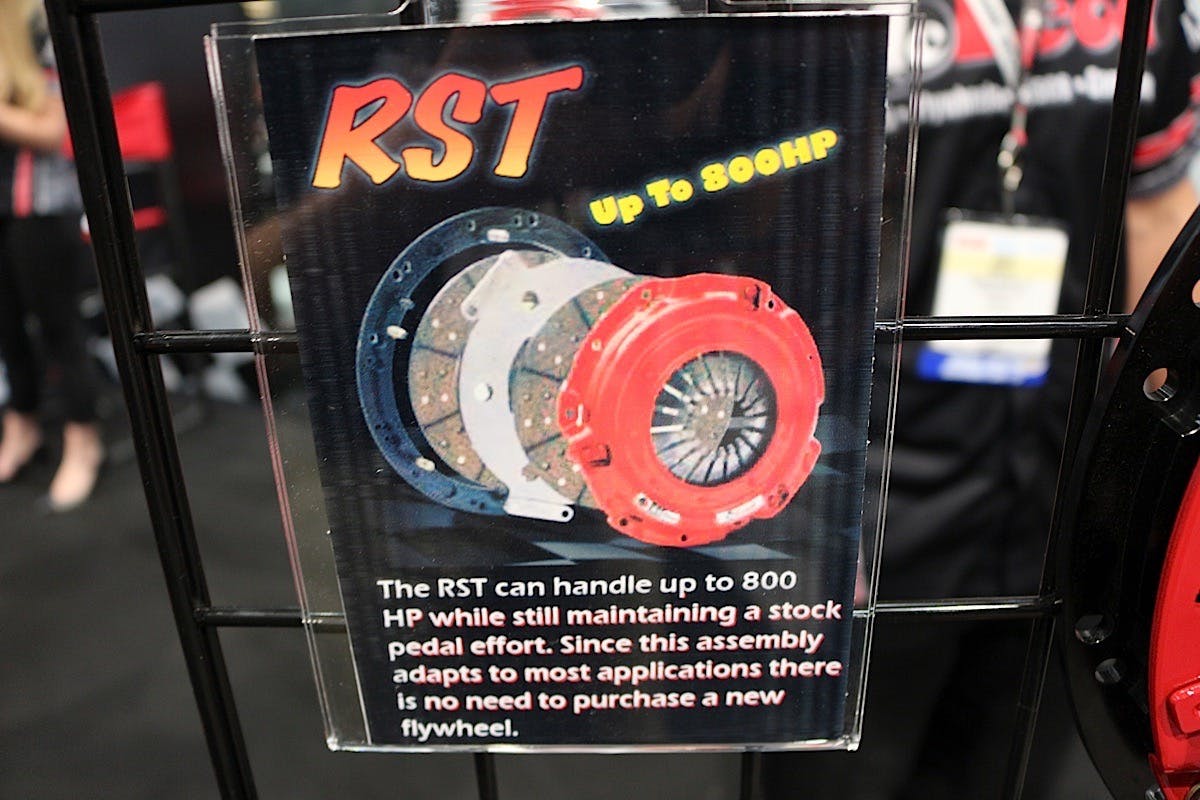 RST
Up To 800HP
The RST can handle up to 800
HP while still maintaining a stock
pedal effort. Since this assembly
adapts to most applications there
is no need to purchase a new
flywheel.